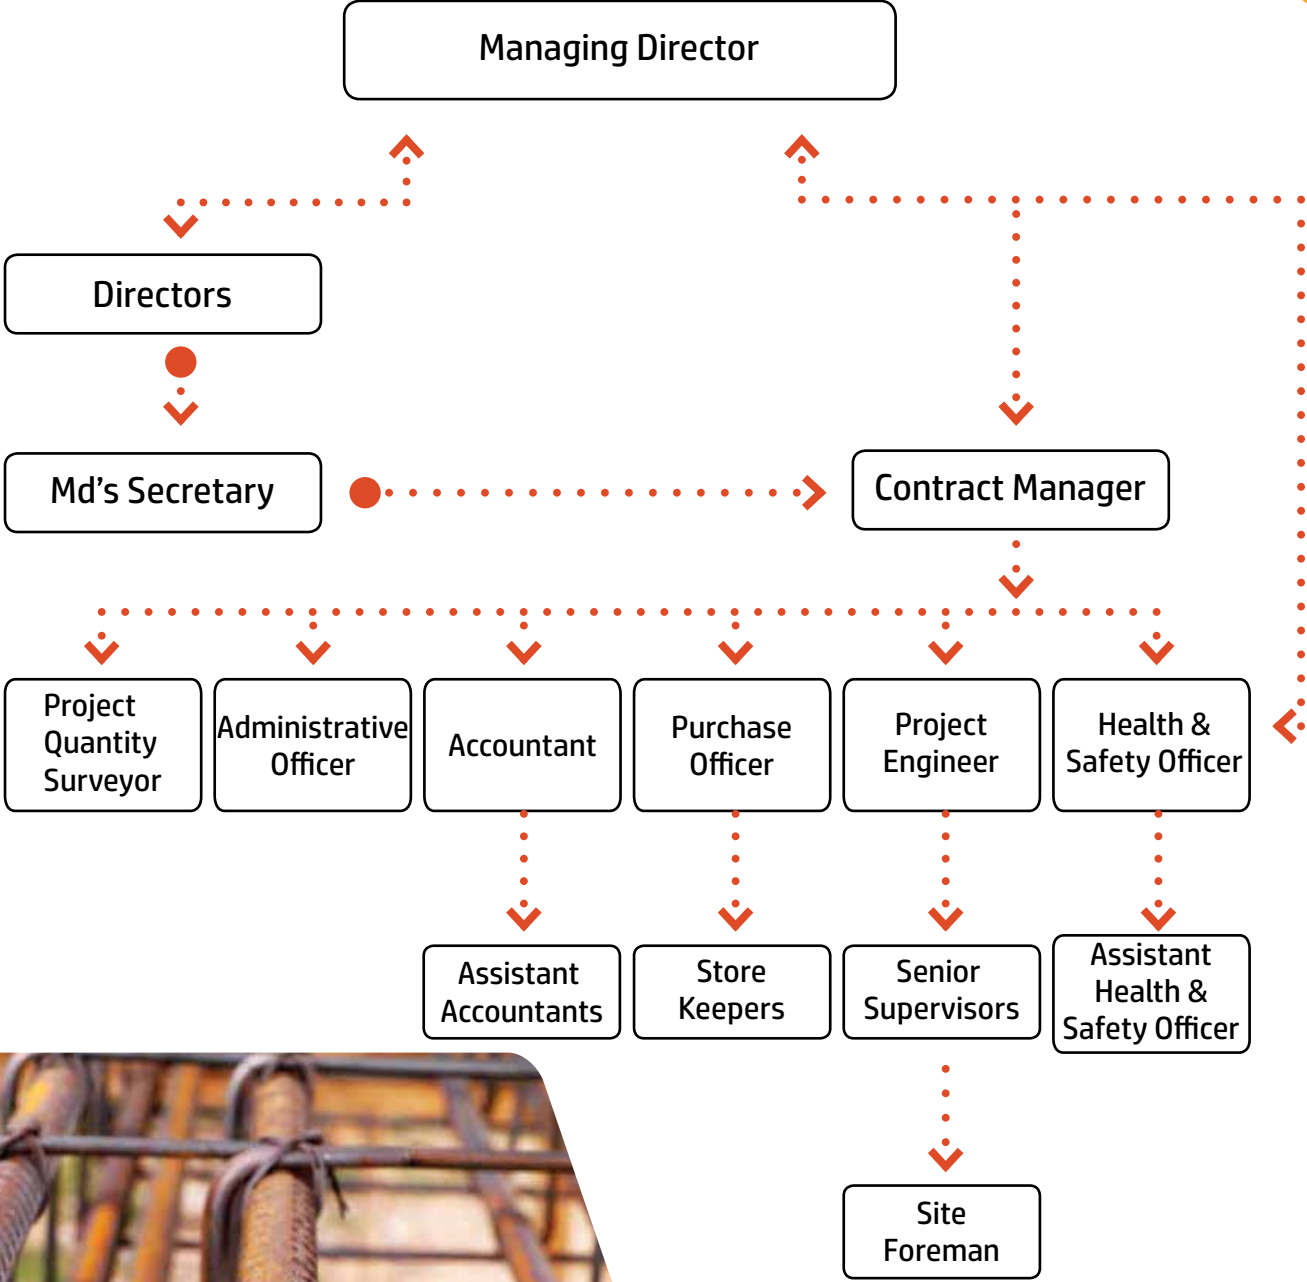 Managing Director
Directors
Md's Secretary
Contract Manager
Project
Quantity
Surveyor
Administrative
Officer
Accountant
Purchase
Officer
Project
Engineer
Health &
Safety Officer
Assistant
Accountants
Store
Keepers
Senior
Supervisors
Assistant
Health &
Safety Officer
Site
Foreman